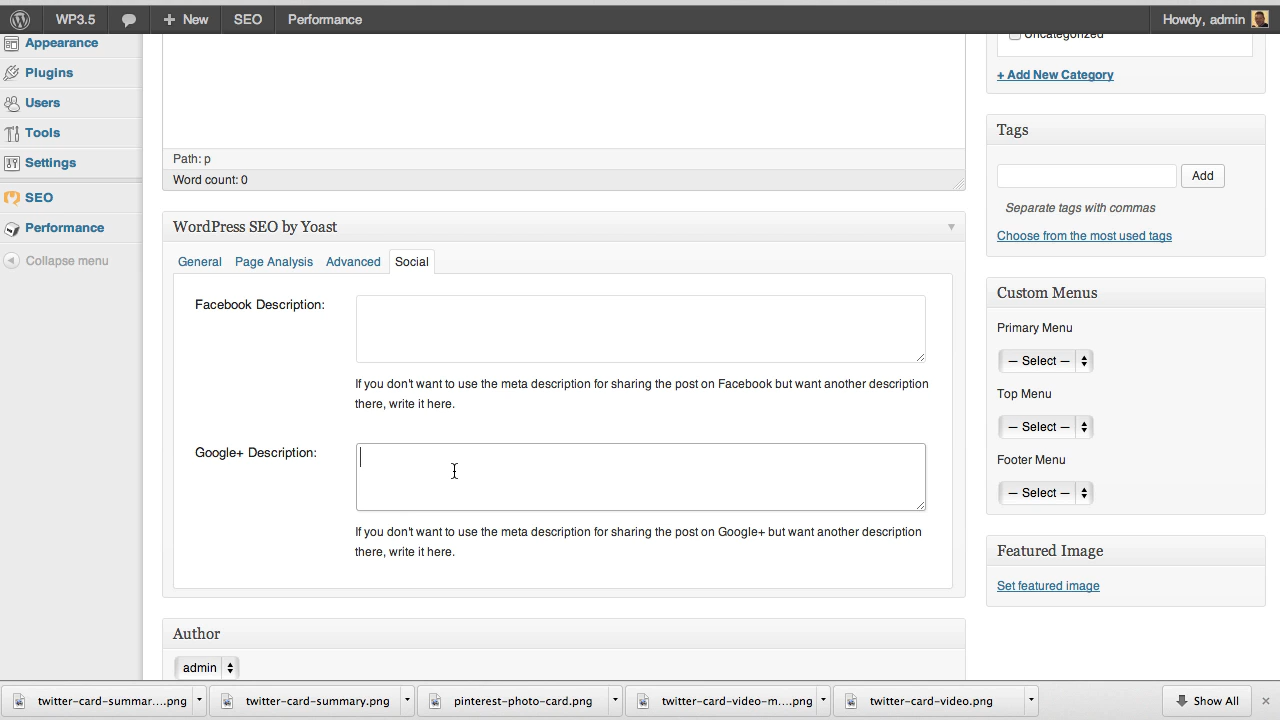 WP3.5
New
SEO
Performance
Howdy, admin
Appearance
Plugins
Users
Tools
Settings
SEO
Performance
Collapse menu
Path: p
Word count: 0
WordPress SEO by Yoast
General
Page Analysis
Advanced
Social
Facebook Description:
If you don't want to use the meta description for sharing the post on Facebook but want another description
there, write it here.
Google+ Description:
If you don't want to use the meta description for sharing the post on Google+ but want another description
there, write it here.
Author
admin
Uncategorized
+ Add New Category
Tags
Add
Separate tags with commas
Choose from the most used tags
Custom Menus
Primary Menu
— Select —
Top Menu
— Select —
Footer Menu
— Select —
Featured Image
Set featured image
twitter-card-summar....png
twitter-card-summary.png
pinterest-photo-card.png
twitter-card-video-m....png
twitter-card-video.png
Show All